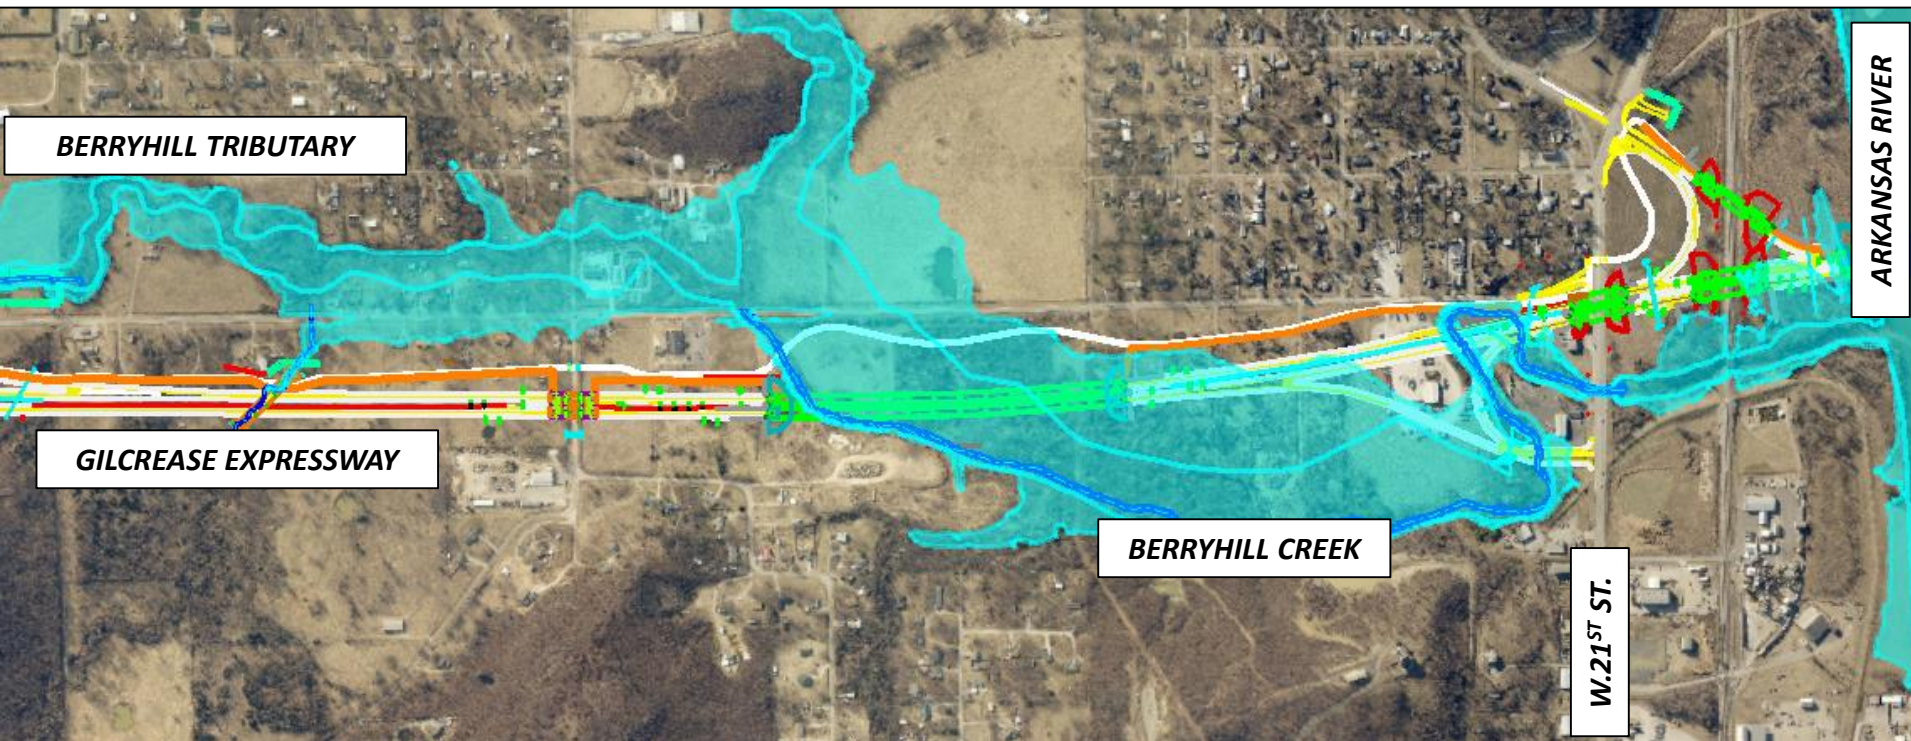 BERRYHILL TRIBUTARY
ARKANSAS RIVER
GILCREASE EXPRESSWAY
BERRYHILL CREEK
W.21ST ST.